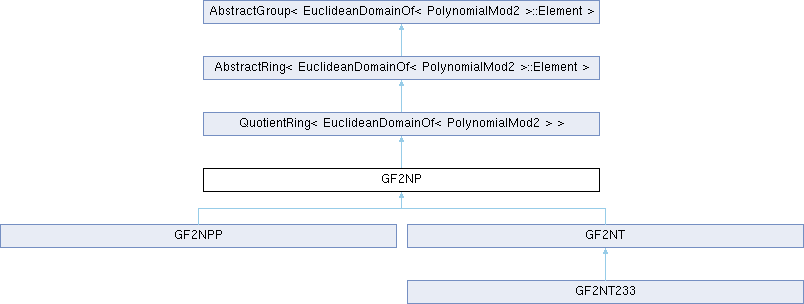 AbstractGroup< EuclideanDomainOf< PolynomialMod2 >::Element >
AbstractRing< EuclideanDomainOf< PolynomialMod2 >::Element >
QuotientRing< EuclideanDomainOf< PolynomialMod2 > >
GF2NP
GF2NPP
GF2NT
GF2NT233